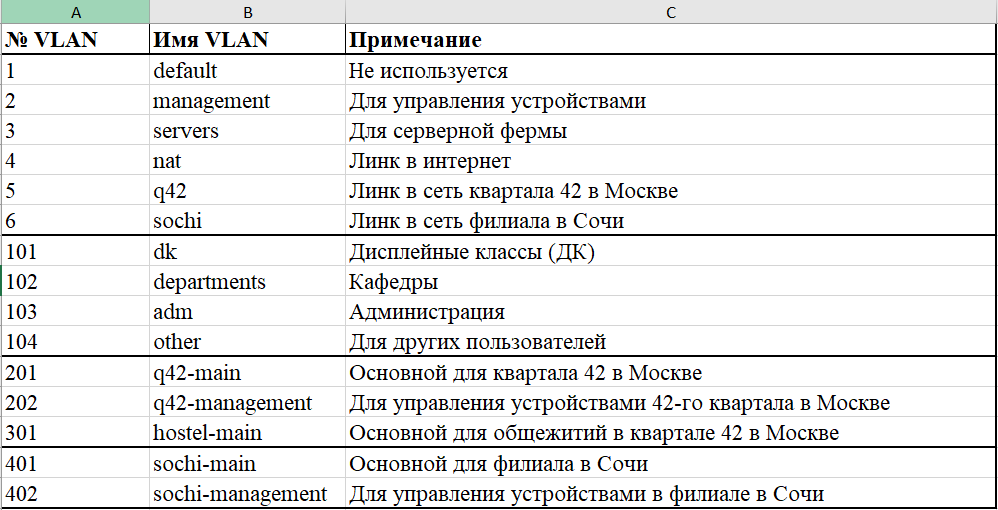 A B C
№ VLAN Имя VLAN Примечание
1 default Не используется
2 management Для управления устройствами
3 servers Для серверной фермы
4 nat Линк в интернет
5 q42 Линк в сеть квартала 42 в Москве
6 sochi Линк в сеть филиала в Сочи
101 dk Дисплейные классы (ДК)
102 departments Кафедры
103 adm Администрация
104 other Для других пользователей
201 q42-main Основной для квартала 42 в Москве
202 q42-management Для управления устройствами 42-го квартала в Москве
301 hostel-main Основной для общежитий в квартале 42 в Москве
401 sochi-main Основной для филиала в Сочи
402 sochi-management Для управления устройствами в филиале в Сочи